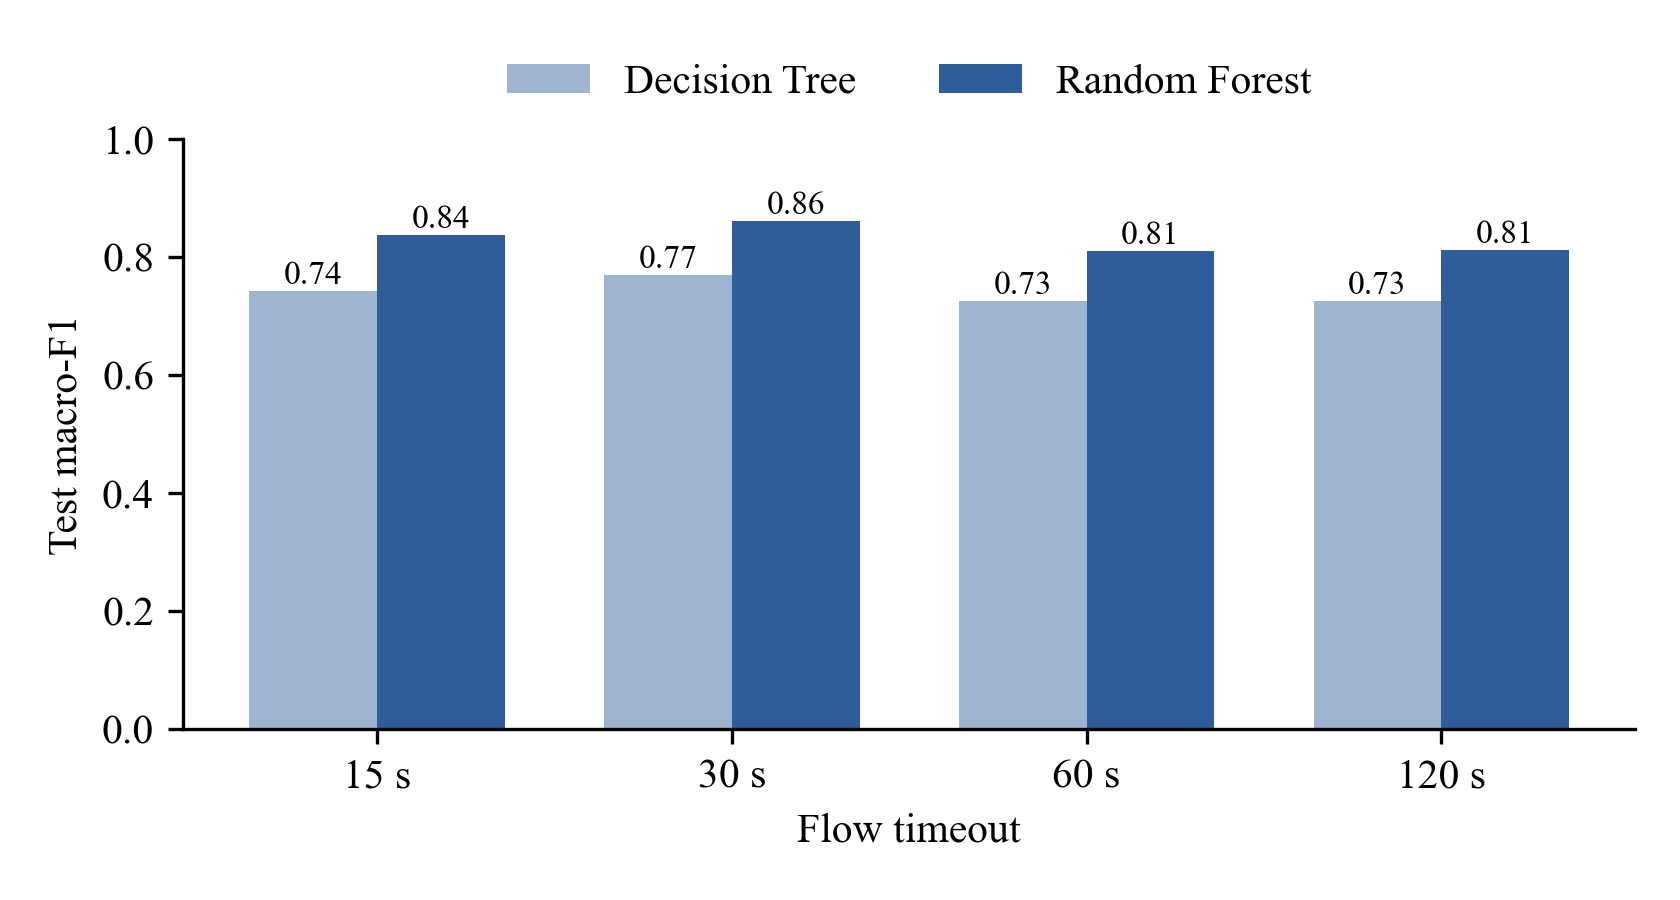 Decision Tree Random Forest
1.0
0.8
0.6
0.4
0.2
0.0
Test macro-F1
0.74 0.84 0.77 0.86 0.73 0.81 0.73 0.81
15 s 30 s 60 s 120 s
Flow timeout